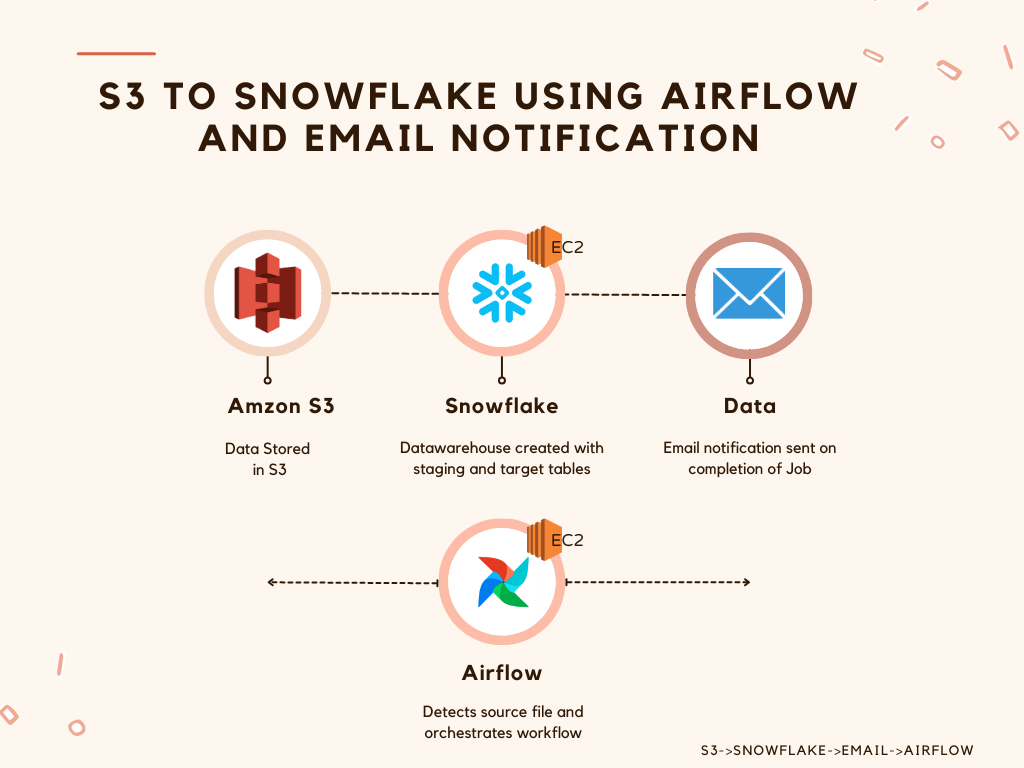 S3 TO SNOWFLAKE USING AIRFLOW
AND EMAIL NOTIFICATION
EC2
Amzon S3
Data Stored
in S3
Snowflake
Datawarehouse created with
staging and target tables
Data
Email notification sent on
completion of Job
EC2
Airflow
Detects source file and
orchestrates workflow
S3->SNOWFLAKE->EMAIL->AIRFLOW